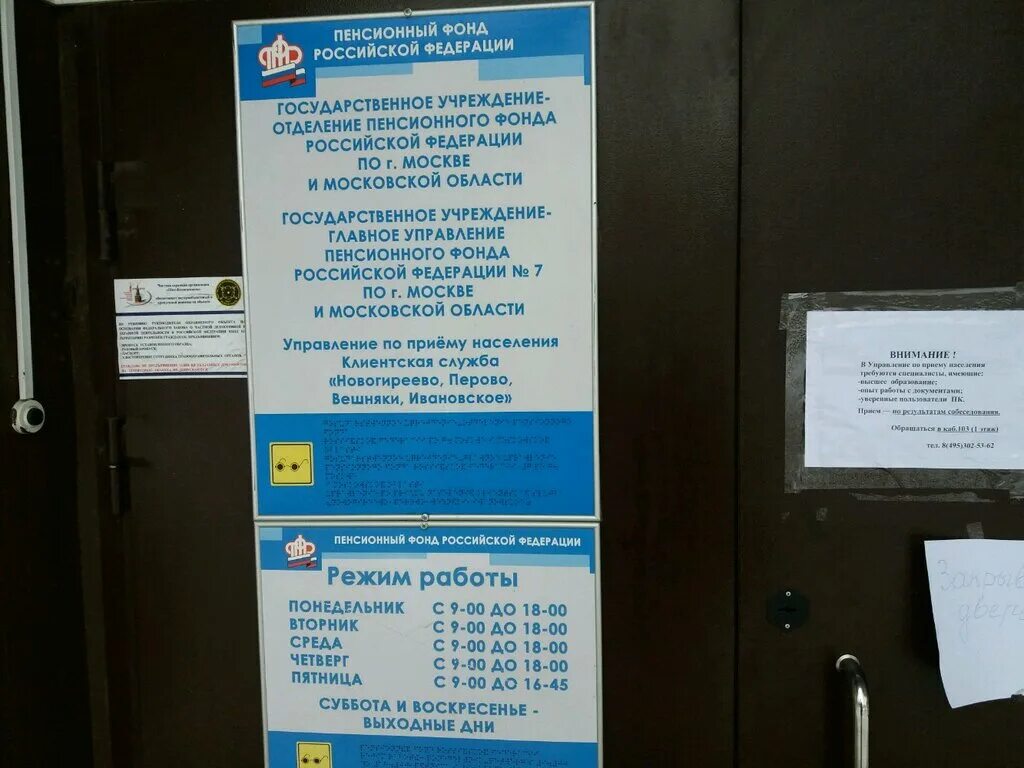 ПЕНСИОННЫЙ ФОНД
РОССИЙСКОЙ ФЕДЕРАЦИИ
ГОСУДАРСТВЕННОЕ УЧРЕЖДЕНИЕ-
ОТДЕЛЕНИЕ ПЕНСИОННОГО ФОНДА
РОССИЙСКОЙ ФЕДЕРАЦИИ
ПО г. МОСКВЕ
И МОСКОВСКОЙ ОБЛАСТИ
ГОСУДАРСТВЕННОЕ УЧРЕЖДЕНИЕ-
ГЛАВНОЕ УПРАВЛЕНИЕ
ПЕНСИОННОГО ФОНДА
РОССИЙСКОЙ ФЕДЕРАЦИИ № 7
ПО г. МОСКВЕ
И МОСКОВСКОЙ ОБЛАСТИ
Управление по приёму населения
Клиентская служба
«Новогиреево, Перово,
Вешняки, Ивановское»
ПЕНСИОННЫЙ ФОНД РОССИЙСКОЙ ФЕДЕРАЦИИ
Режим работы
ПОНЕДЕЛЬНИК С 9-00 ДО 18-00
ВТОРНИК С 9-00 ДО 18-00
СРЕДА С 9-00 ДО 18-00
ЧЕТВЕРГ С 9-00 ДО 18-00
ПЯТНИЦА С 9-00 ДО 16-45
СУББОТА И ВОСКРЕСЕНЬЕ -
ВЫХОДНЫЕ ДНИ
ВНИМАНИЕ !
В Управление по приему населения
требуются специалисты, имеющие:
-высшее образование;
-опыт работы с документами;
-уверенные пользователи ПК.
Прием — по результатам собеседования.
Обращаться в каб.103 (1 этаж)
тел. 8(495)302-53-62